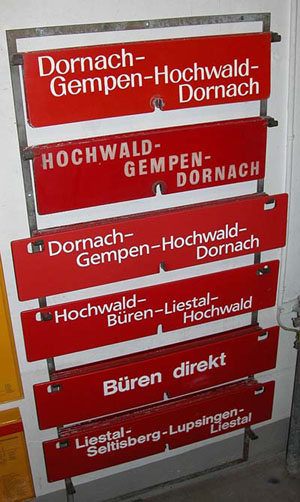 Dornach-
Gempen-Hochwald-
Dornach
HOCHWALD-
GEMPEN-
DORNACH
Dornach-
Gempen-Hochwald-
Dornach
Hochwald-
Büren-Liestal-
Hochwald
Büren direkt
Liestal-
Seltisberg-Lupsingen-
Liestal